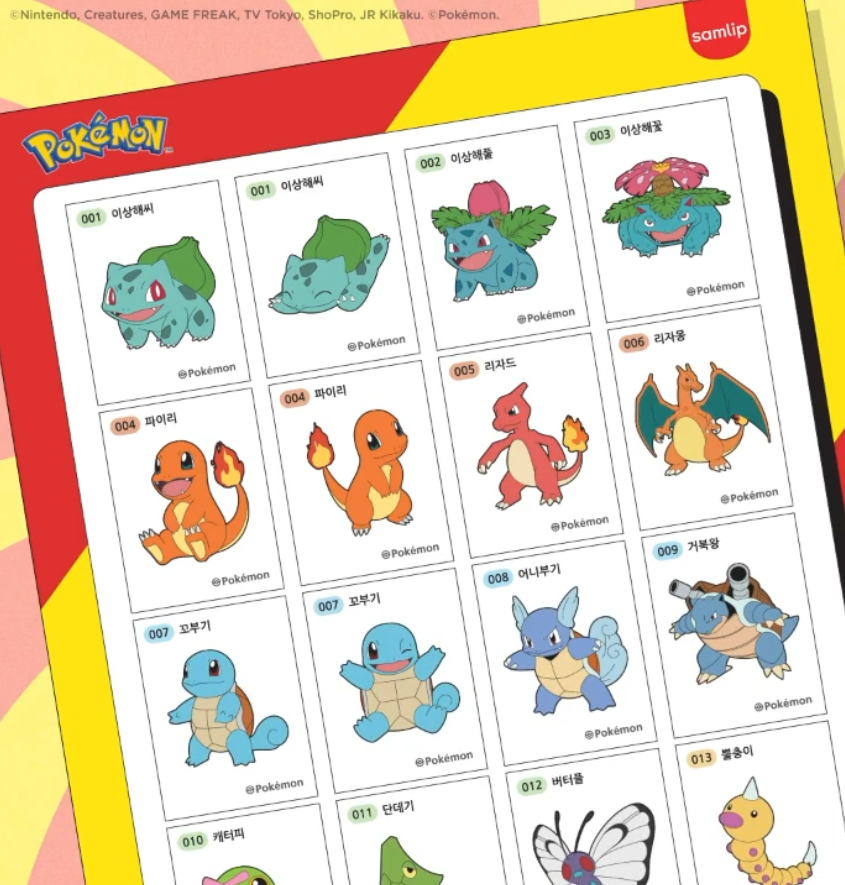 ©Nintendo, Creatures, GAME FREAK, TV Tokyo, ShoPro, JR Kikaku. ©Pokémon.
samlip
POKéMON
TM
001 이상해씨
©Pokémon
001 이상해씨
©Pokémon
002 이상해풀
©Pokémon
003 이상해꽃
©Pokémon
004 파이리
©Pokémon
004 파이리
©Pokémon
005 리자드
©Pokémon
006 리자몽
©Pokémon
007 꼬부기
©Pokémon
007 꼬부기
©Pokémon
008 어니부기
©Pokémon
009 거북왕
©Pokémon
010 캐터피
011 단데기
012 버터플
013 뿔충이